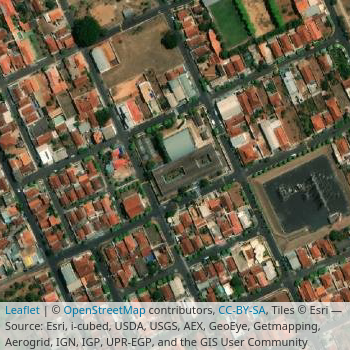 Leaflet | © OpenStreetMap contributors, CC-BY-SA, Tiles © Esri —
Source: Esri, i-cubed, USDA, USGS, AEX, GeoEye, Getmapping,
Aerogrid, IGN, IGP, UPR-EGP, and the GIS User Community